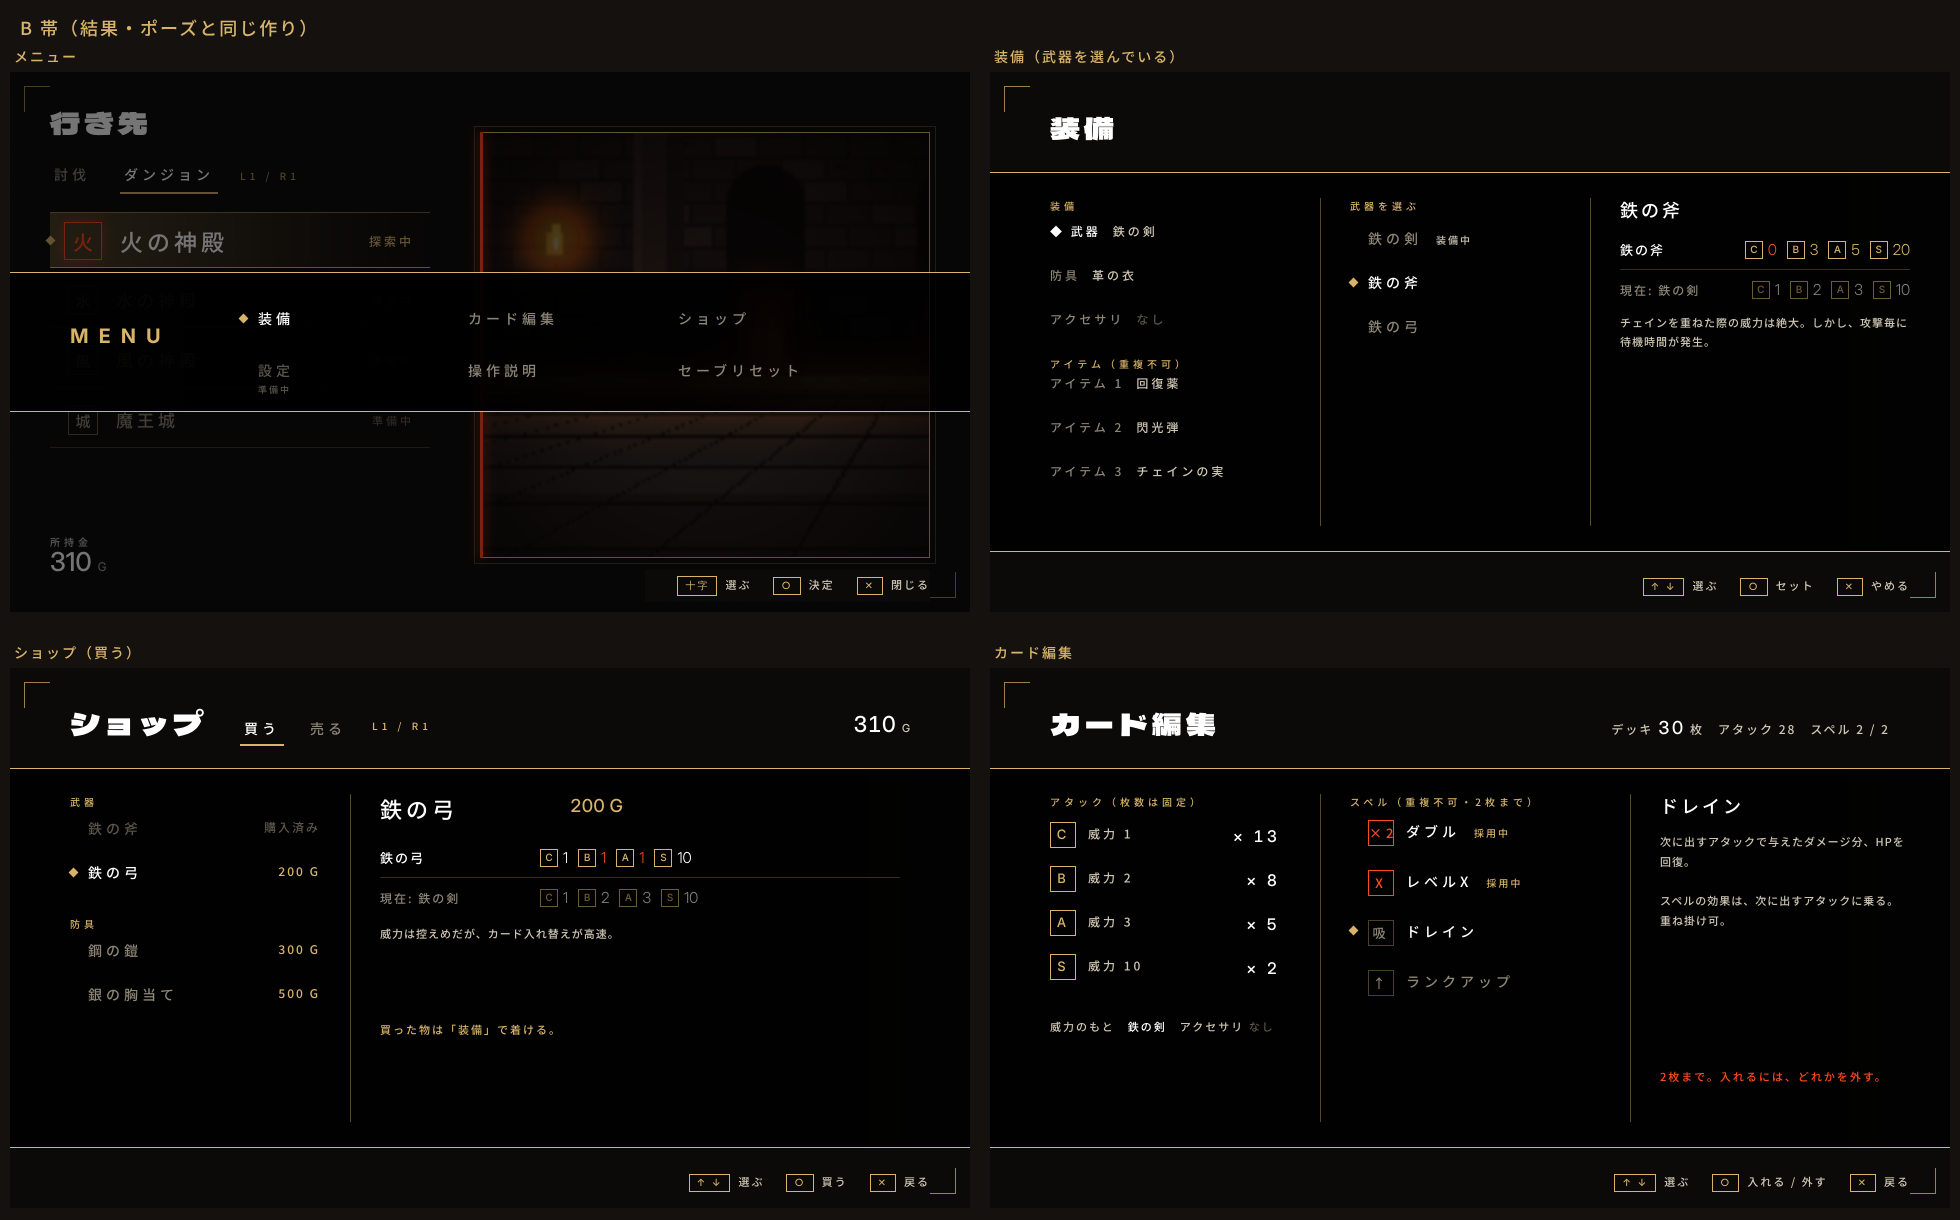 B 帯（結果・ポーズと同じ作り）
メニュー
行き先
討伐 ダンジョン L1 / R1
火 火の神殿 探索中
水 水の神殿
MENU
◆ 装備 カード編集 ショップ
設定 操作説明 セーブリセット
準備中
城 魔王城 準備中
所持金
310 G
十字 選ぶ ○ 決定 × 閉じる
装備（武器を選んでいる）
装備
装備
◆ 武器 鉄の剣
防具 革の衣
アクセサリ なし
アイテム（重複不可）
アイテム 1 回復薬
アイテム 2 閃光弾
アイテム 3 チェインの実
武器を選ぶ
鉄の剣 装備中
◆ 鉄の斧
鉄の弓
鉄の斧
鉄の斧 C 0 B 3 A 5 S 20
現在: 鉄の剣 C 1 B 2 A 3 S 10
チェインを重ねた際の威力は絶大。しかし、攻撃毎に
待機時間が発生。
↑ ↓ 選ぶ ○ セット × やめる
ショップ（買う）
ショップ 買う 売る L1 / R1 310 G
武器
鉄の斧 購入済み
◆ 鉄の弓 200 G
防具
鋼の鎧 300 G
銀の胸当て 500 G
鉄の弓 200 G
鉄の弓 C 1 B 1 A 1 S 10
現在: 鉄の剣 C 1 B 2 A 3 S 10
威力は控えめだが、カード入れ替えが高速。
買った物は「装備」で着ける。
↑ ↓ 選ぶ ○ 買う × 戻る
カード編集
カード編集 デッキ 30 枚 アタック 28 スペル 2 / 2
アタック（枚数は固定）
C 威力 1 × 13
B 威力 2 × 8
A 威力 3 × 5
S 威力 10 × 2
威力のもと 鉄の剣 アクセサリ なし
スペル（重複不可・2枚まで）
×2 ダブル 採用中
X レベルX 採用中
◆ 吸 ドレイン
↑ ランクアップ
ドレイン
次に出すアタックで与えたダメージ分、HPを
回復。
スペルの効果は、次に出すアタックに乗る。
重ね掛け可。
2枚まで。入れるには、どれかを外す。
↑ ↓ 選ぶ ○ 入れる / 外す × 戻る